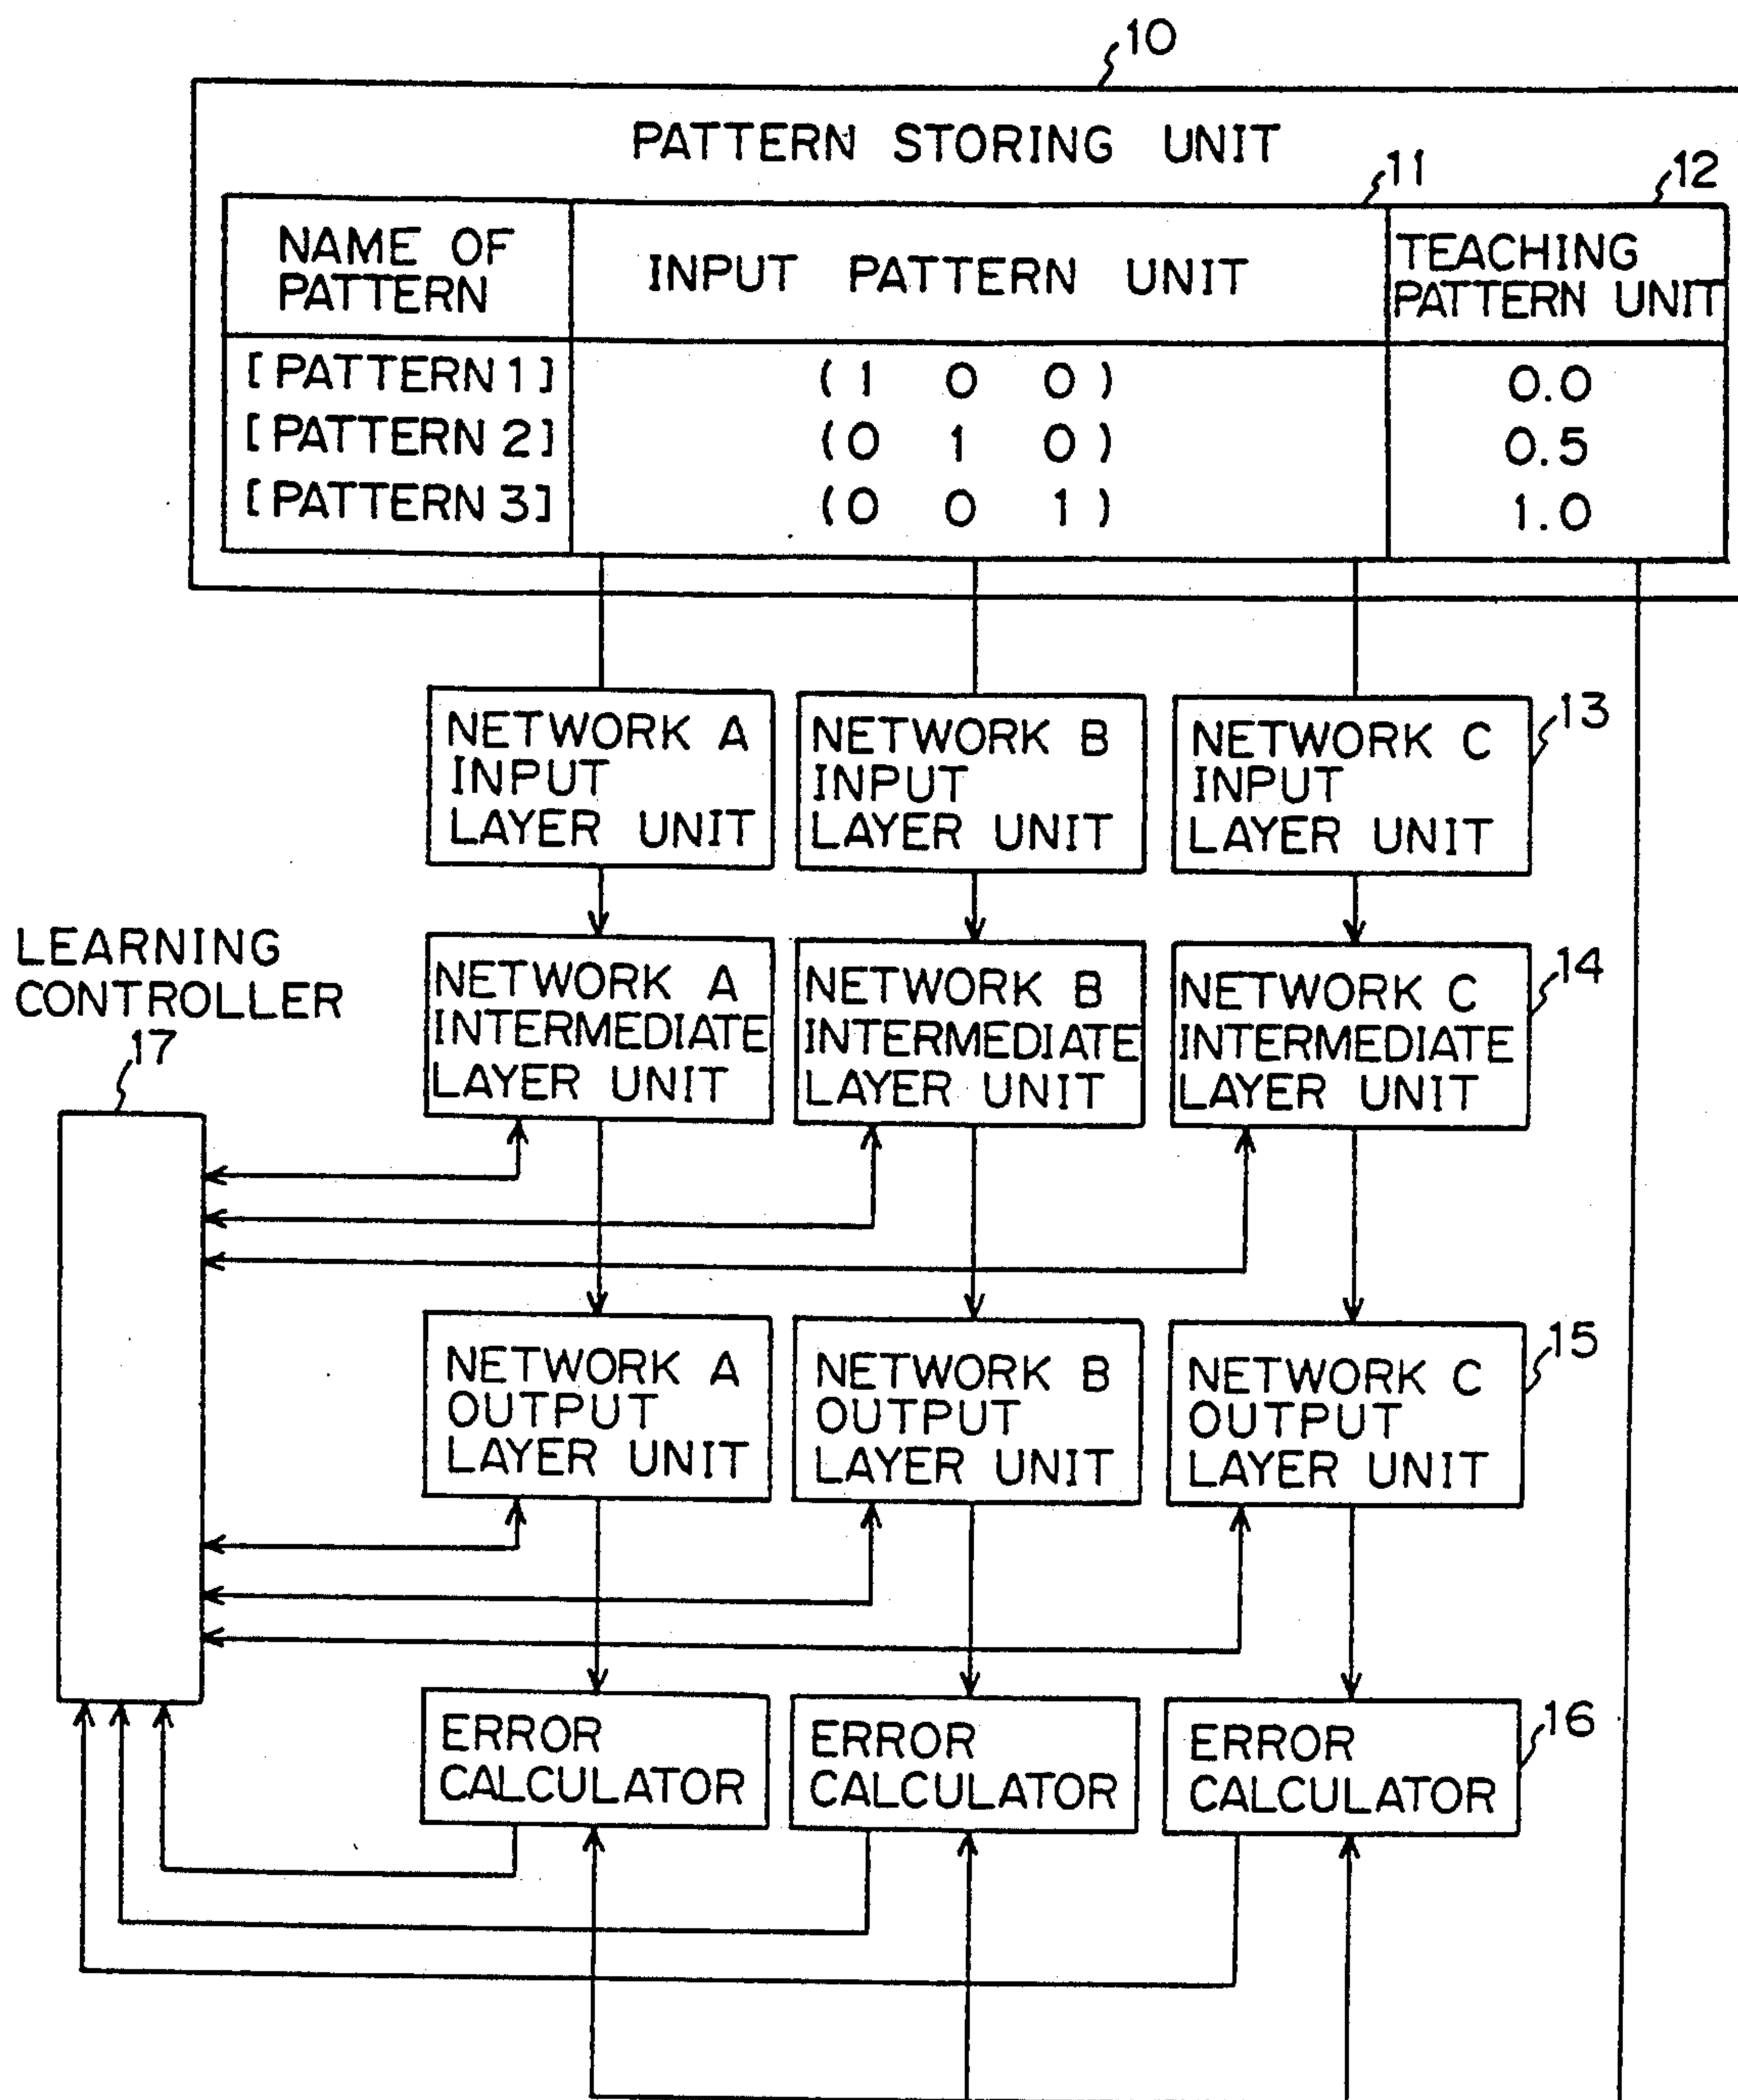 10
PATTERN STORING UNIT
11
12
NAME OF
PATTERN
INPUT PATTERN UNIT
TEACHING
PATTERN UNIT
[PATTERN 1] (1 0 0) 0.0
[PATTERN 2] (0 1 0) 0.5
[PATTERN 3] (0 0 1) 1.0
NETWORK A
INPUT
LAYER UNIT
NETWORK B
INPUT
LAYER UNIT
NETWORK C
INPUT
LAYER UNIT
13
LEARNING
CONTROLLER
17
NETWORK A
INTERMEDIATE
LAYER UNIT
NETWORK B
INTERMEDIATE
LAYER UNIT
NETWORK C
INTERMEDIATE
LAYER UNIT
14
NETWORK A
OUTPUT
LAYER UNIT
NETWORK B
OUTPUT
LAYER UNIT
NETWORK C
OUTPUT
LAYER UNIT
15
ERROR
CALCULATOR
ERROR
CALCULATOR
ERROR
CALCULATOR
16